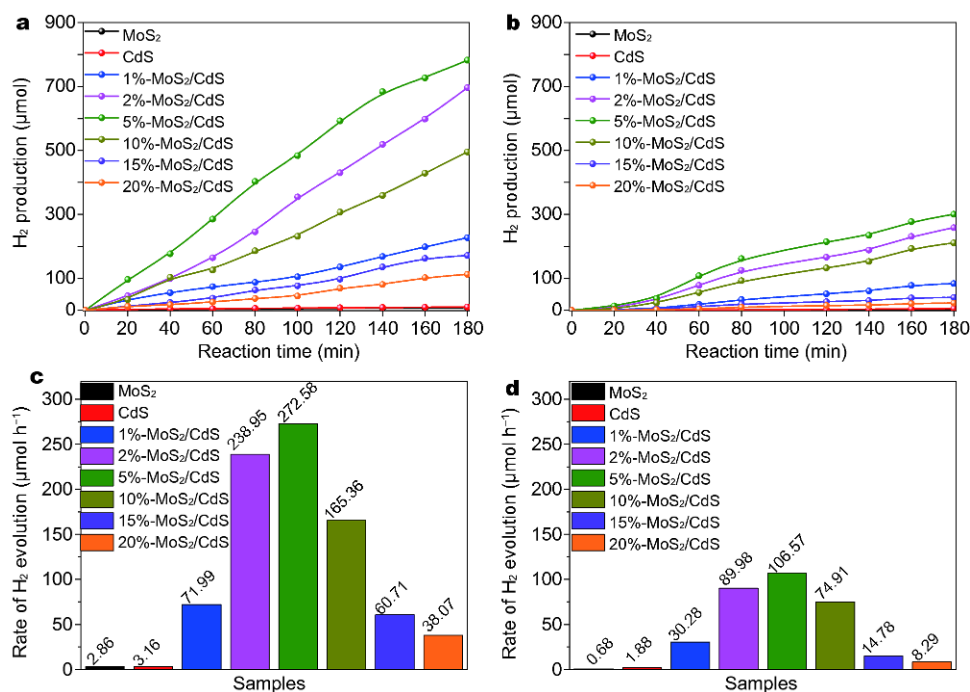 a
H₂ production (μmol)
900
700
500
300
100
0
MoS₂
CdS
1%-MoS₂/CdS
2%-MoS₂/CdS
5%-MoS₂/CdS
10%-MoS₂/CdS
15%-MoS₂/CdS
20%-MoS₂/CdS
0 20 40 60 80 100 120 140 160 180
Reaction time (min)
b
H₂ production (μmol)
900
700
500
300
100
0
MoS₂
CdS
1%-MoS₂/CdS
2%-MoS₂/CdS
5%-MoS₂/CdS
10%-MoS₂/CdS
15%-MoS₂/CdS
20%-MoS₂/CdS
0 20 40 60 80 100 120 140 160 180
Reaction time (min)
c
Rate of H₂ evolution (μmol h⁻¹)
300
250
200
150
100
50
0
MoS₂
CdS
1%-MoS₂/CdS
2%-MoS₂/CdS
5%-MoS₂/CdS
10%-MoS₂/CdS
15%-MoS₂/CdS
20%-MoS₂/CdS
2.86
3.16
71.99
238.95
272.58
165.36
60.71
38.07
Samples
d
Rate of H₂ evolution (μmol h⁻¹)
300
250
200
150
100
50
0
MoS₂
CdS
1%-MoS₂/CdS
2%-MoS₂/CdS
5%-MoS₂/CdS
10%-MoS₂/CdS
15%-MoS₂/CdS
20%-MoS₂/CdS
0.68
1.88
30.28
89.98
106.57
74.91
14.78
8.29
Samples